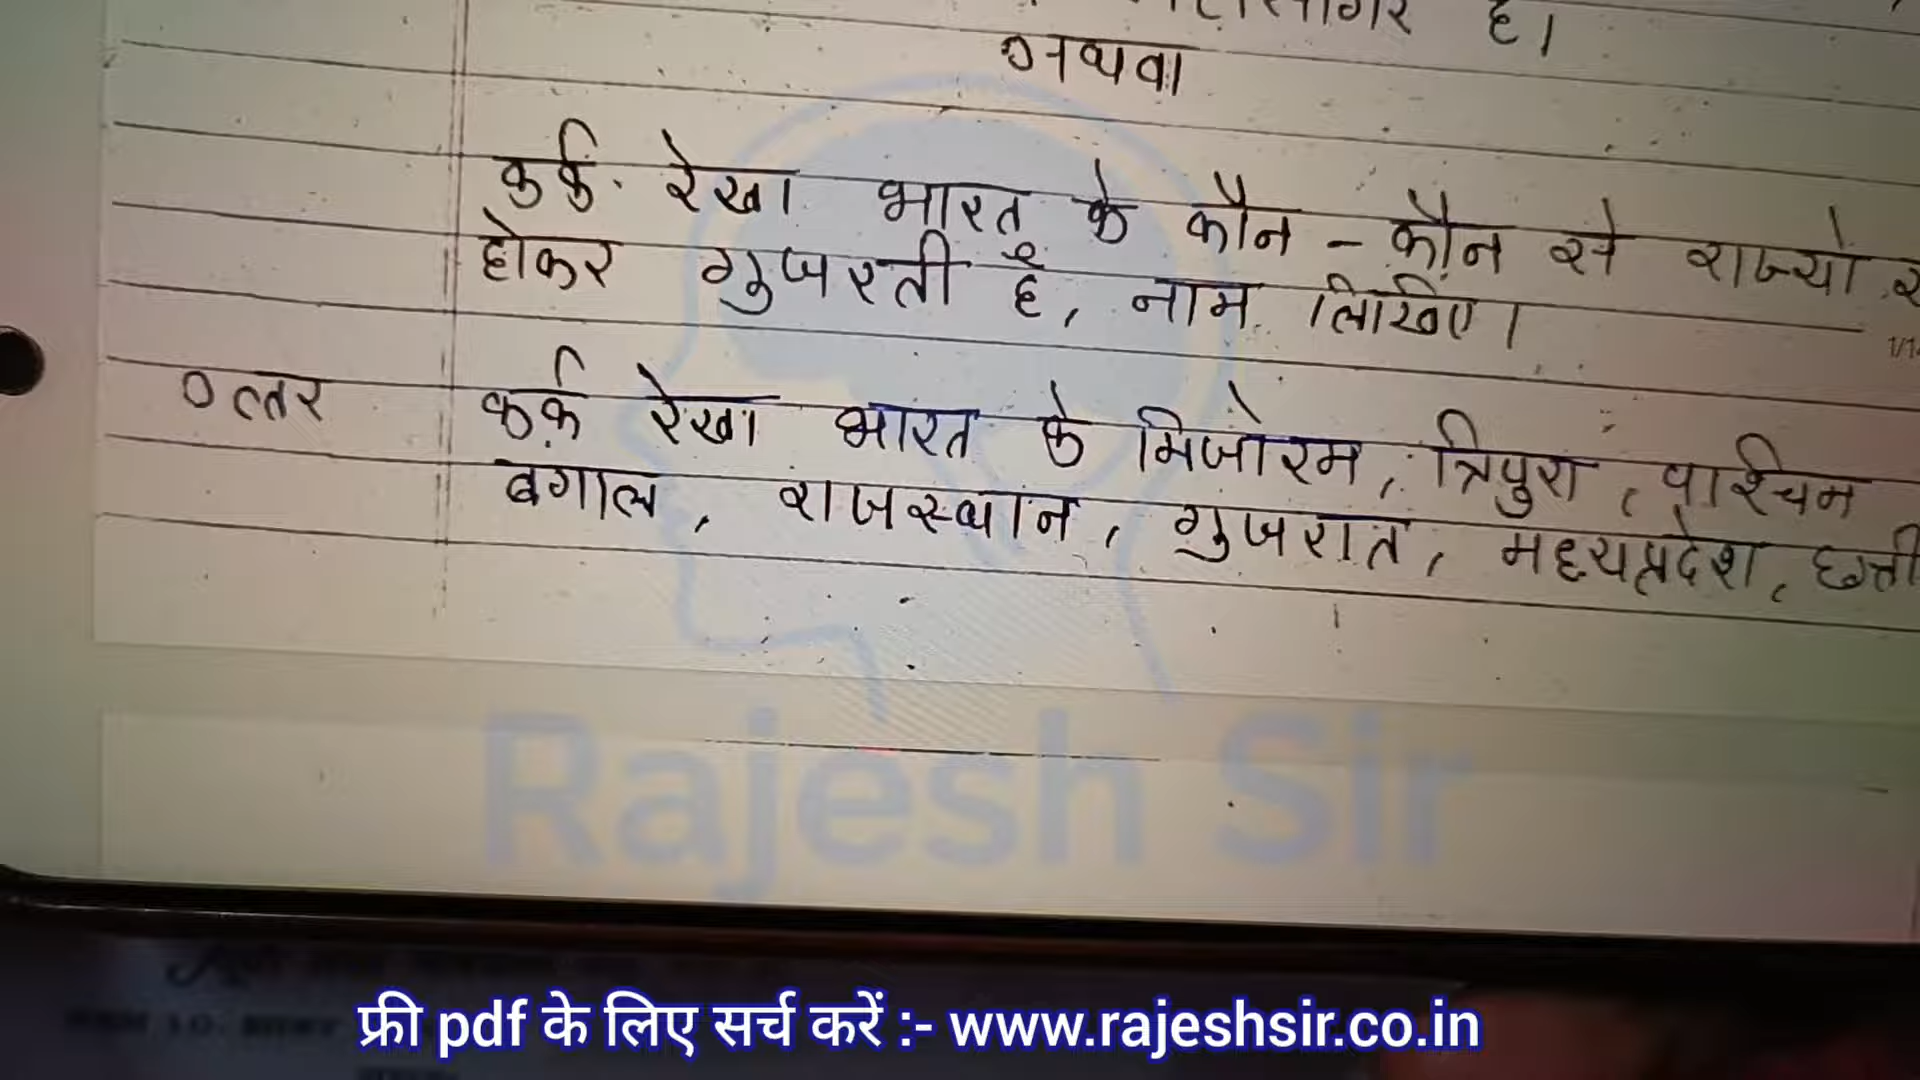 है।
अथवा
कर्क रेखा भारत के कौन - कौन से राज्यो
होकर गुजरती है, नाम लिखिए।
उत्तर कर्क रेखा भारत के मिजोरम, त्रिपुरा, पश्चिम
बंगाल, राजस्थान, गुजरात, मध्यप्रदेश, छत्ती
Rajesh Sir
फ्री pdf के लिए सर्च करें :- www.rajeshsir.co.in